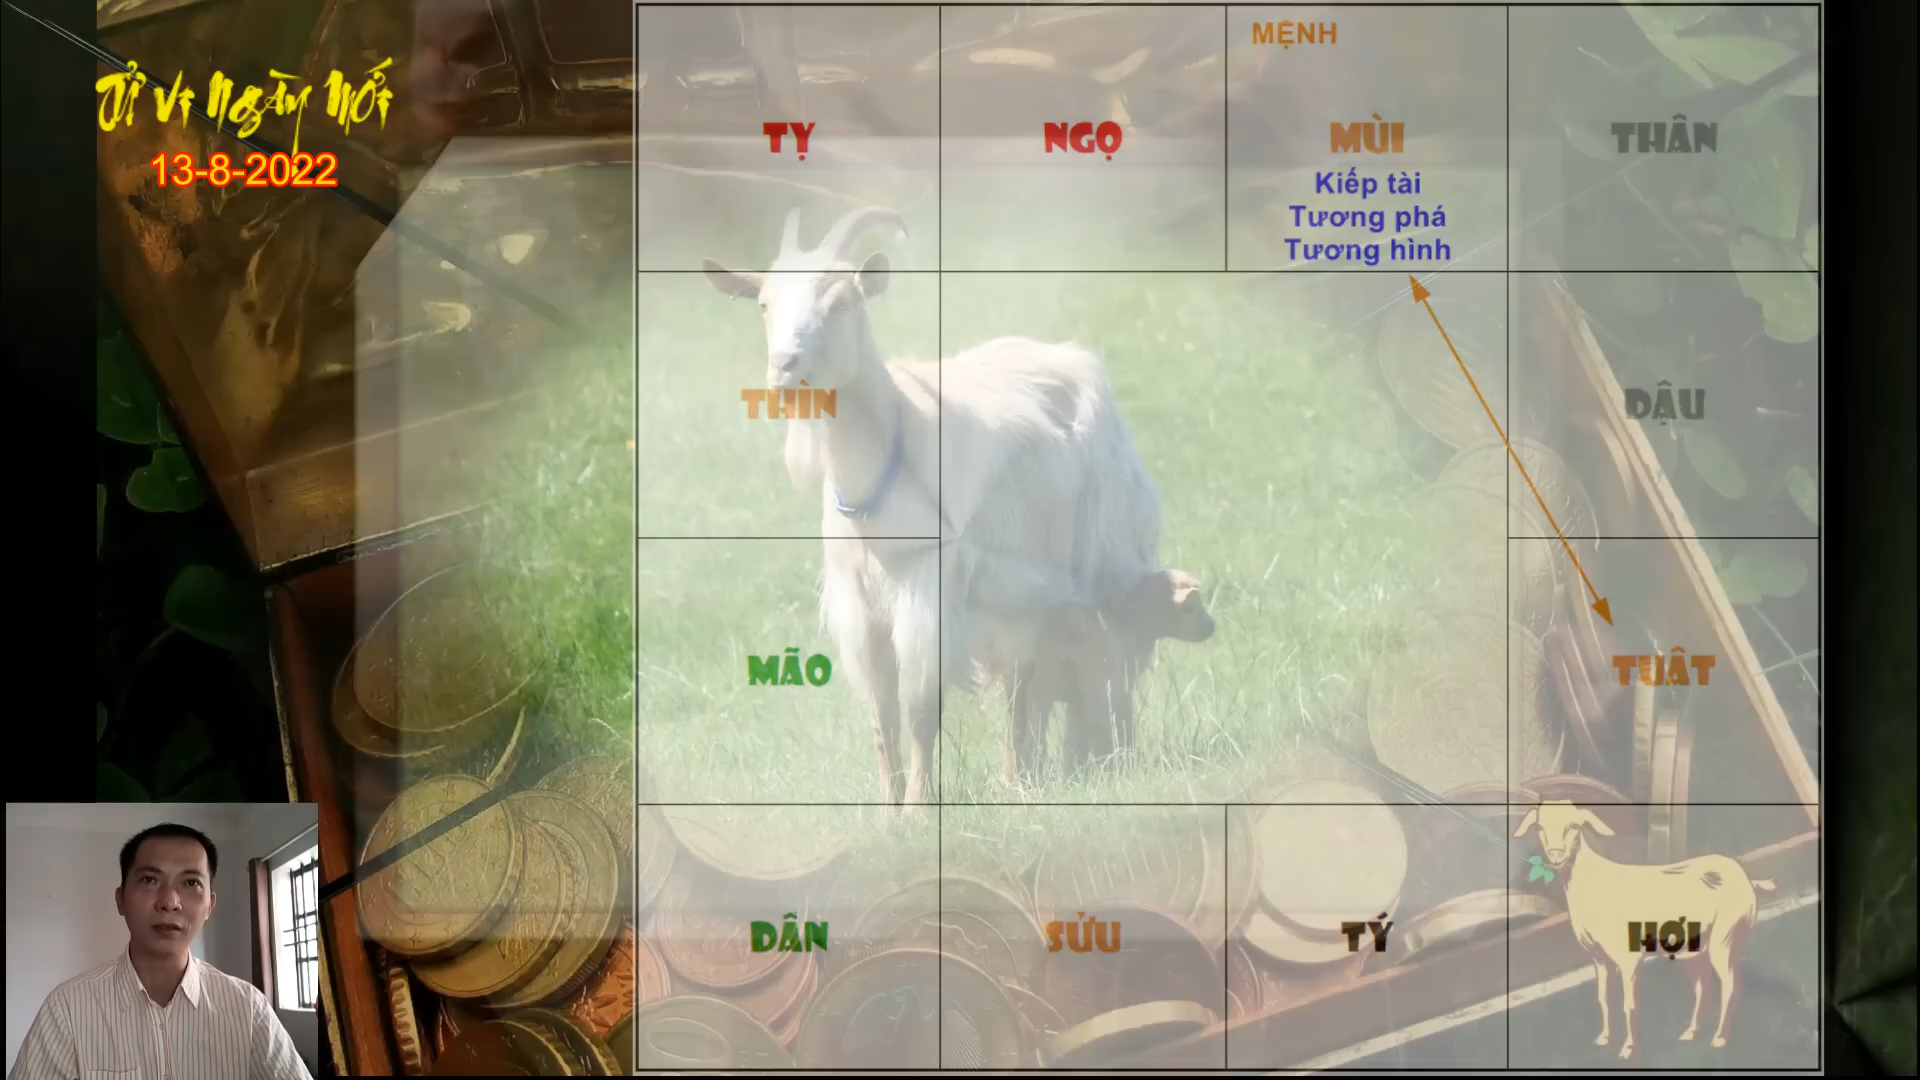 Tử Vi Ngày Mới
13-8-2022
MỆNH
TỴ
NGỌ
MÙI
THÂN
Kiếp tài
Tương phá
Tương hình
THÌN
DẬU
MÃO
TUẤT
DẦN
SỬU
TÝ
HỢI